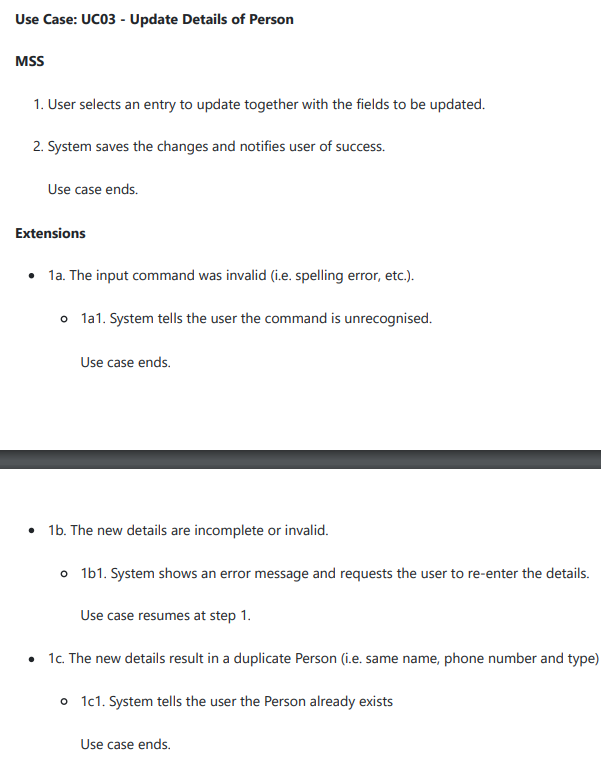 Use Case: UC03 - Update Details of Person
MSS
1. User selects an entry to update together with the fields to be updated.
2. System saves the changes and notifies user of success.
Use case ends.
Extensions
• 1a. The input command was invalid (i.e. spelling error, etc.).
o 1a1. System tells the user the command is unrecognised.
Use case ends.
• 1b. The new details are incomplete or invalid.
o 1b1. System shows an error message and requests the user to re-enter the details.
Use case resumes at step 1.
• 1c. The new details result in a duplicate Person (i.e. same name, phone number and type)
o 1c1. System tells the user the Person already exists
Use case ends.